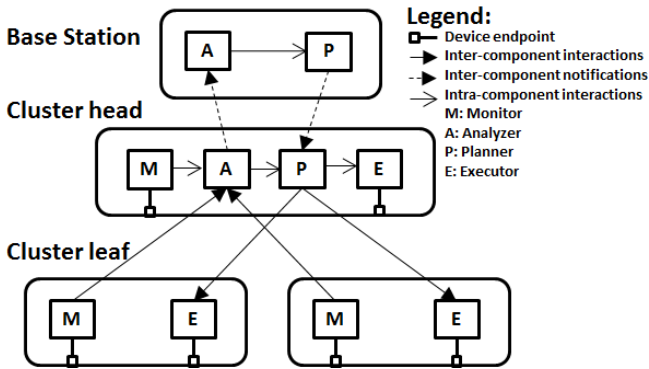 Legend:
Device endpoint
Inter-component interactions
Inter-component notifications
Intra-component interactions
M: Monitor
A: Analyzer
P: Planner
E: Executor
Base Station
A P
Cluster head
M A P E
Cluster leaf
M E M E